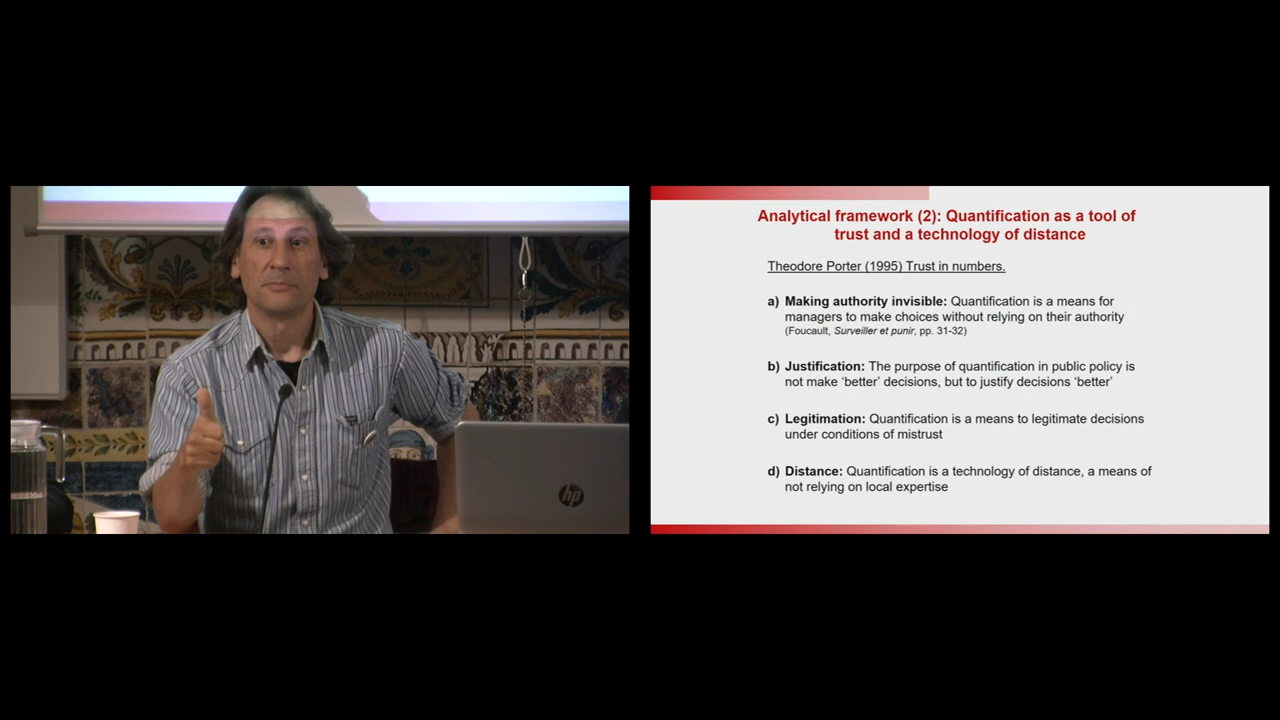 hp
Analytical framework (2): Quantification as a tool of
trust and a technology of distance
Theodore Porter (1995) Trust in numbers.
a) Making authority invisible: Quantification is a means for
managers to make choices without relying on their authority
(Foucault, Surveiller et punir, pp. 31-32)
b) Justification: The purpose of quantification in public policy is
not make ‘better’ decisions, but to justify decisions ‘better’
c) Legitimation: Quantification is a means to legitimate decisions
under conditions of mistrust
d) Distance: Quantification is a technology of distance, a means of
not relying on local expertise